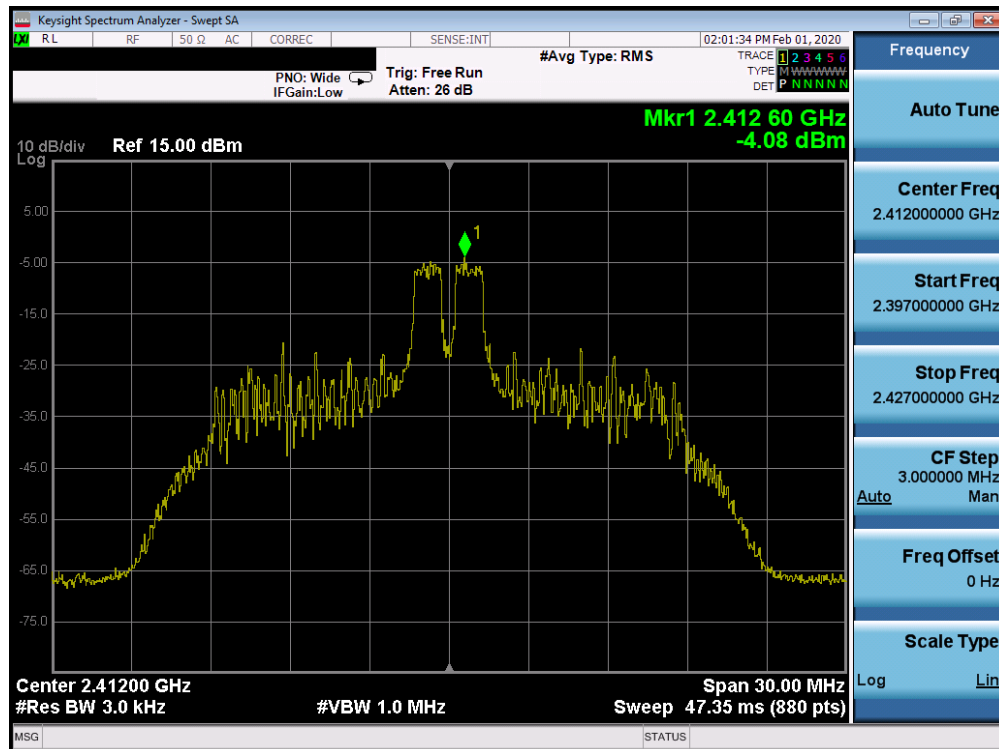 LXI Keysight Spectrum Analyzer - Swept SA
LXI RL RF 50 Ω AC CORREC SENSE:INT 02:01:34 PM Feb 01, 2020
#Avg Type: RMS TRACE 1 2 3 4 5 6
PNO: Wide Trig: Free Run TYPE M WWWWW
IFGain:Low Atten: 26 dB DET P N N N N N
Mkr1 2.412 60 GHz
-4.08 dBm
10 dB/div Ref 15.00 dBm
Log
1
5.00
-5.00
-15.0
-25.0
-35.0
-45.0
-55.0
-65.0
-75.0
Center 2.41200 GHz Span 30.00 MHz
#Res BW 3.0 kHz #VBW 1.0 MHz Sweep 47.35 ms (880 pts)
MSG STATUS
Frequency
Auto Tune
Center Freq
2.412000000 GHz
Start Freq
2.397000000 GHz
Stop Freq
2.427000000 GHz
CF Step
3.000000 MHz
Auto Man
Freq Offset
0 Hz
Scale Type
Log Lin